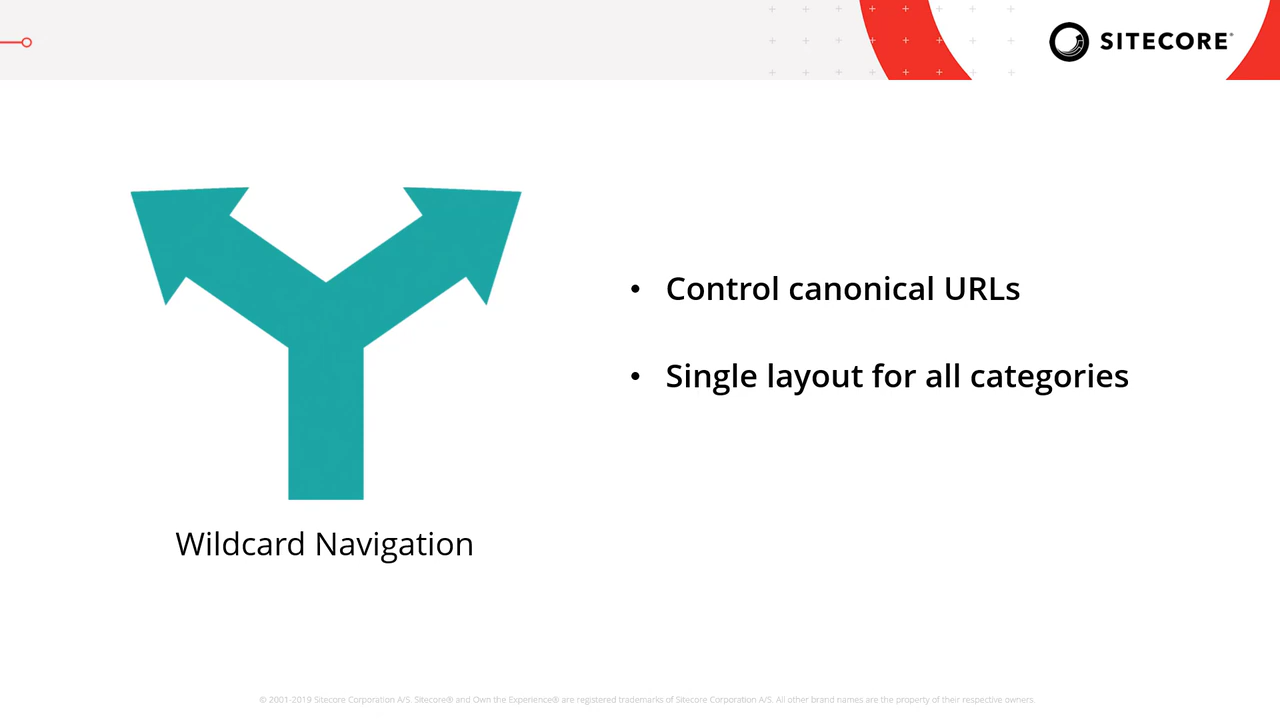 SITECORE®
• Control canonical URLs
• Single layout for all categories
Wildcard Navigation
© 2001-2019 Sitecore Corporation A/S. Sitecore® and Own the Experience® are registered trademarks of Sitecore Corporation A/S. All other brand names are the property of their respective owners.